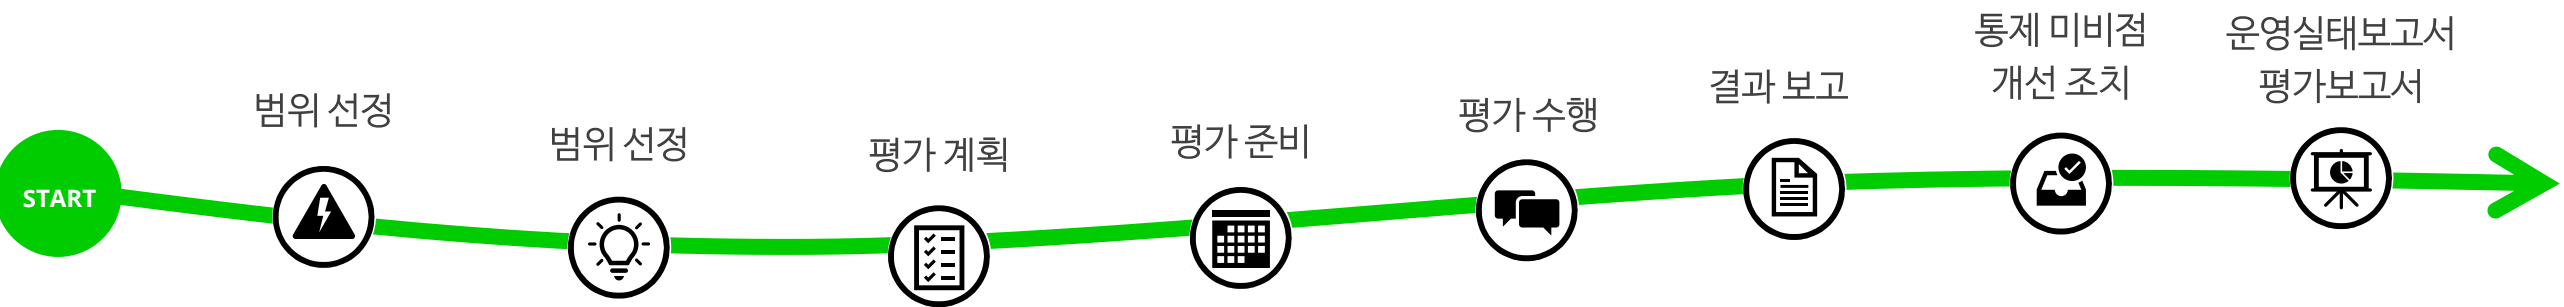 START
범위 선정
범위 선정
평가 계획
평가 준비
평가 수행
결과 보고
통제 미비점
개선 조치
운영실태보고서
평가보고서